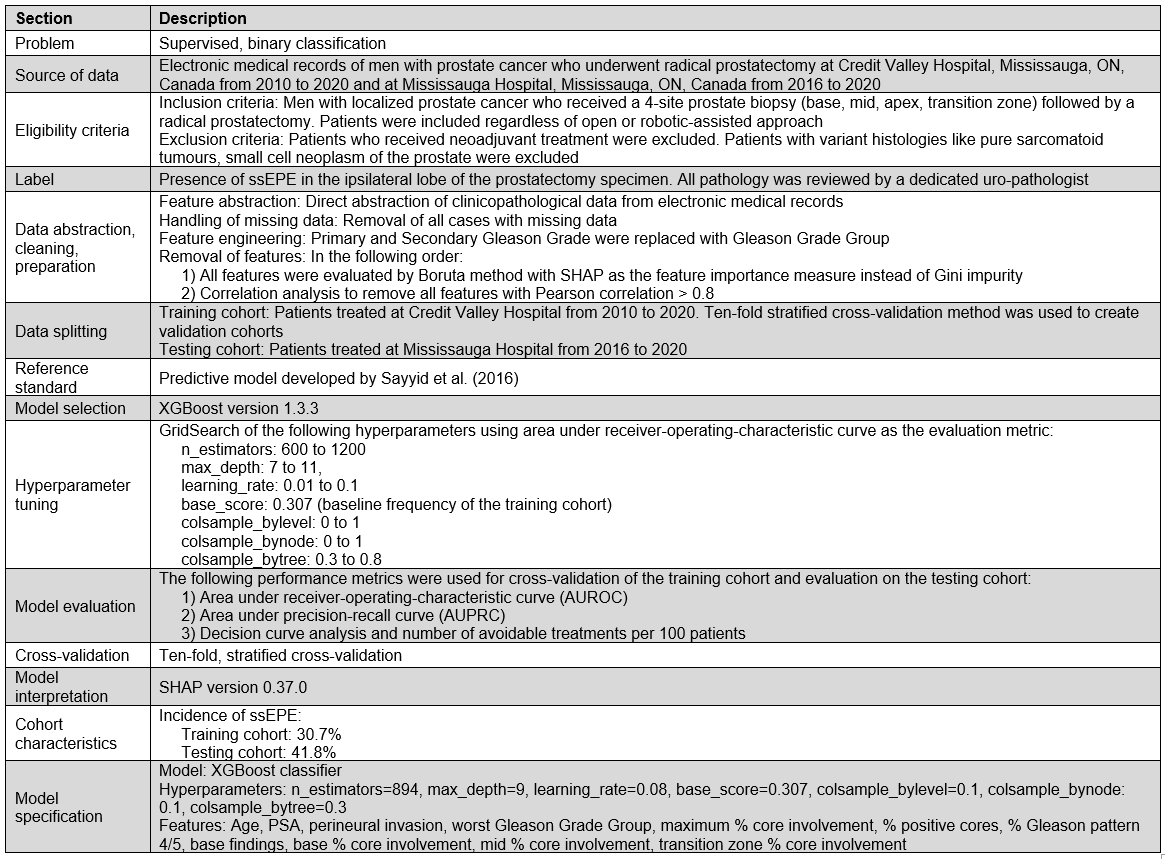 Section Description
Problem Supervised, binary classification
Source of data Electronic medical records of men with prostate cancer who underwent radical prostatectomy at Credit Valley Hospital, Mississauga, ON,
Canada from 2010 to 2020 and at Mississauga Hospital, Mississauga, ON, Canada from 2016 to 2020
Eligibility criteria
Inclusion criteria: Men with localized prostate cancer who received a 4-site prostate biopsy (base, mid, apex, transition zone) followed by a
radical prostatectomy. Patients were included regardless of open or robotic-assisted approach
Exclusion criteria: Patients who received neoadjuvant treatment were excluded. Patients with variant histologies like pure sarcomatoid
tumours, small cell neoplasm of the prostate were excluded
Label Presence of ssEPE in the ipsilateral lobe of the prostatectomy specimen. All pathology was reviewed by a dedicated uro-pathologist
Data abstraction,
cleaning,
preparation
Feature abstraction: Direct abstraction of clinicopathological data from electronic medical records
Handling of missing data: Removal of all cases with missing data
Feature engineering: Primary and Secondary Gleason Grade were replaced with Gleason Grade Group
Removal of features: In the following order:
1) All features were evaluated by Boruta method with SHAP as the feature importance measure instead of Gini impurity
2) Correlation analysis to remove all features with Pearson correlation > 0.8
Data splitting
Training cohort: Patients treated at Credit Valley Hospital from 2010 to 2020. Ten-fold stratified cross-validation method was used to create
validation cohorts
Testing cohort: Patients treated at Mississauga Hospital from 2016 to 2020
Reference
standard
Predictive model developed by Sayyid et al. (2016)
Model selection XGBoost version 1.3.3
Hyperparameter
tuning
GridSearch of the following hyperparameters using area under receiver-operating-characteristic curve as the evaluation metric:
n_estimators: 600 to 1200
max_depth: 7 to 11,
learning_rate: 0.01 to 0.1
base_score: 0.307 (baseline frequency of the training cohort)
colsample_bylevel: 0 to 1
colsample_bynode: 0 to 1
colsample_bytree: 0.3 to 0.8
Model evaluation
The following performance metrics were used for cross-validation of the training cohort and evaluation on the testing cohort:
1) Area under receiver-operating-characteristic curve (AUROC)
2) Area under precision-recall curve (AUPRC)
3) Decision curve analysis and number of avoidable treatments per 100 patients
Cross-validation Ten-fold, stratified cross-validation
Model
interpretation
SHAP version 0.37.0
Cohort
characteristics
Incidence of ssEPE:
Training cohort: 30.7%
Testing cohort: 41.8%
Model
specification
Model: XGBoost classifier
Hyperparameters: n_estimators=894, max_depth=9, learning_rate=0.08, base_score=0.307, colsample_bylevel=0.1, colsample_bynode:
0.1, colsample_bytree=0.3
Features: Age, PSA, perineural invasion, worst Gleason Grade Group, maximum % core involvement, % positive cores, % Gleason pattern
4/5, base findings, base % core involvement, mid % core involvement, transition zone % core involvement